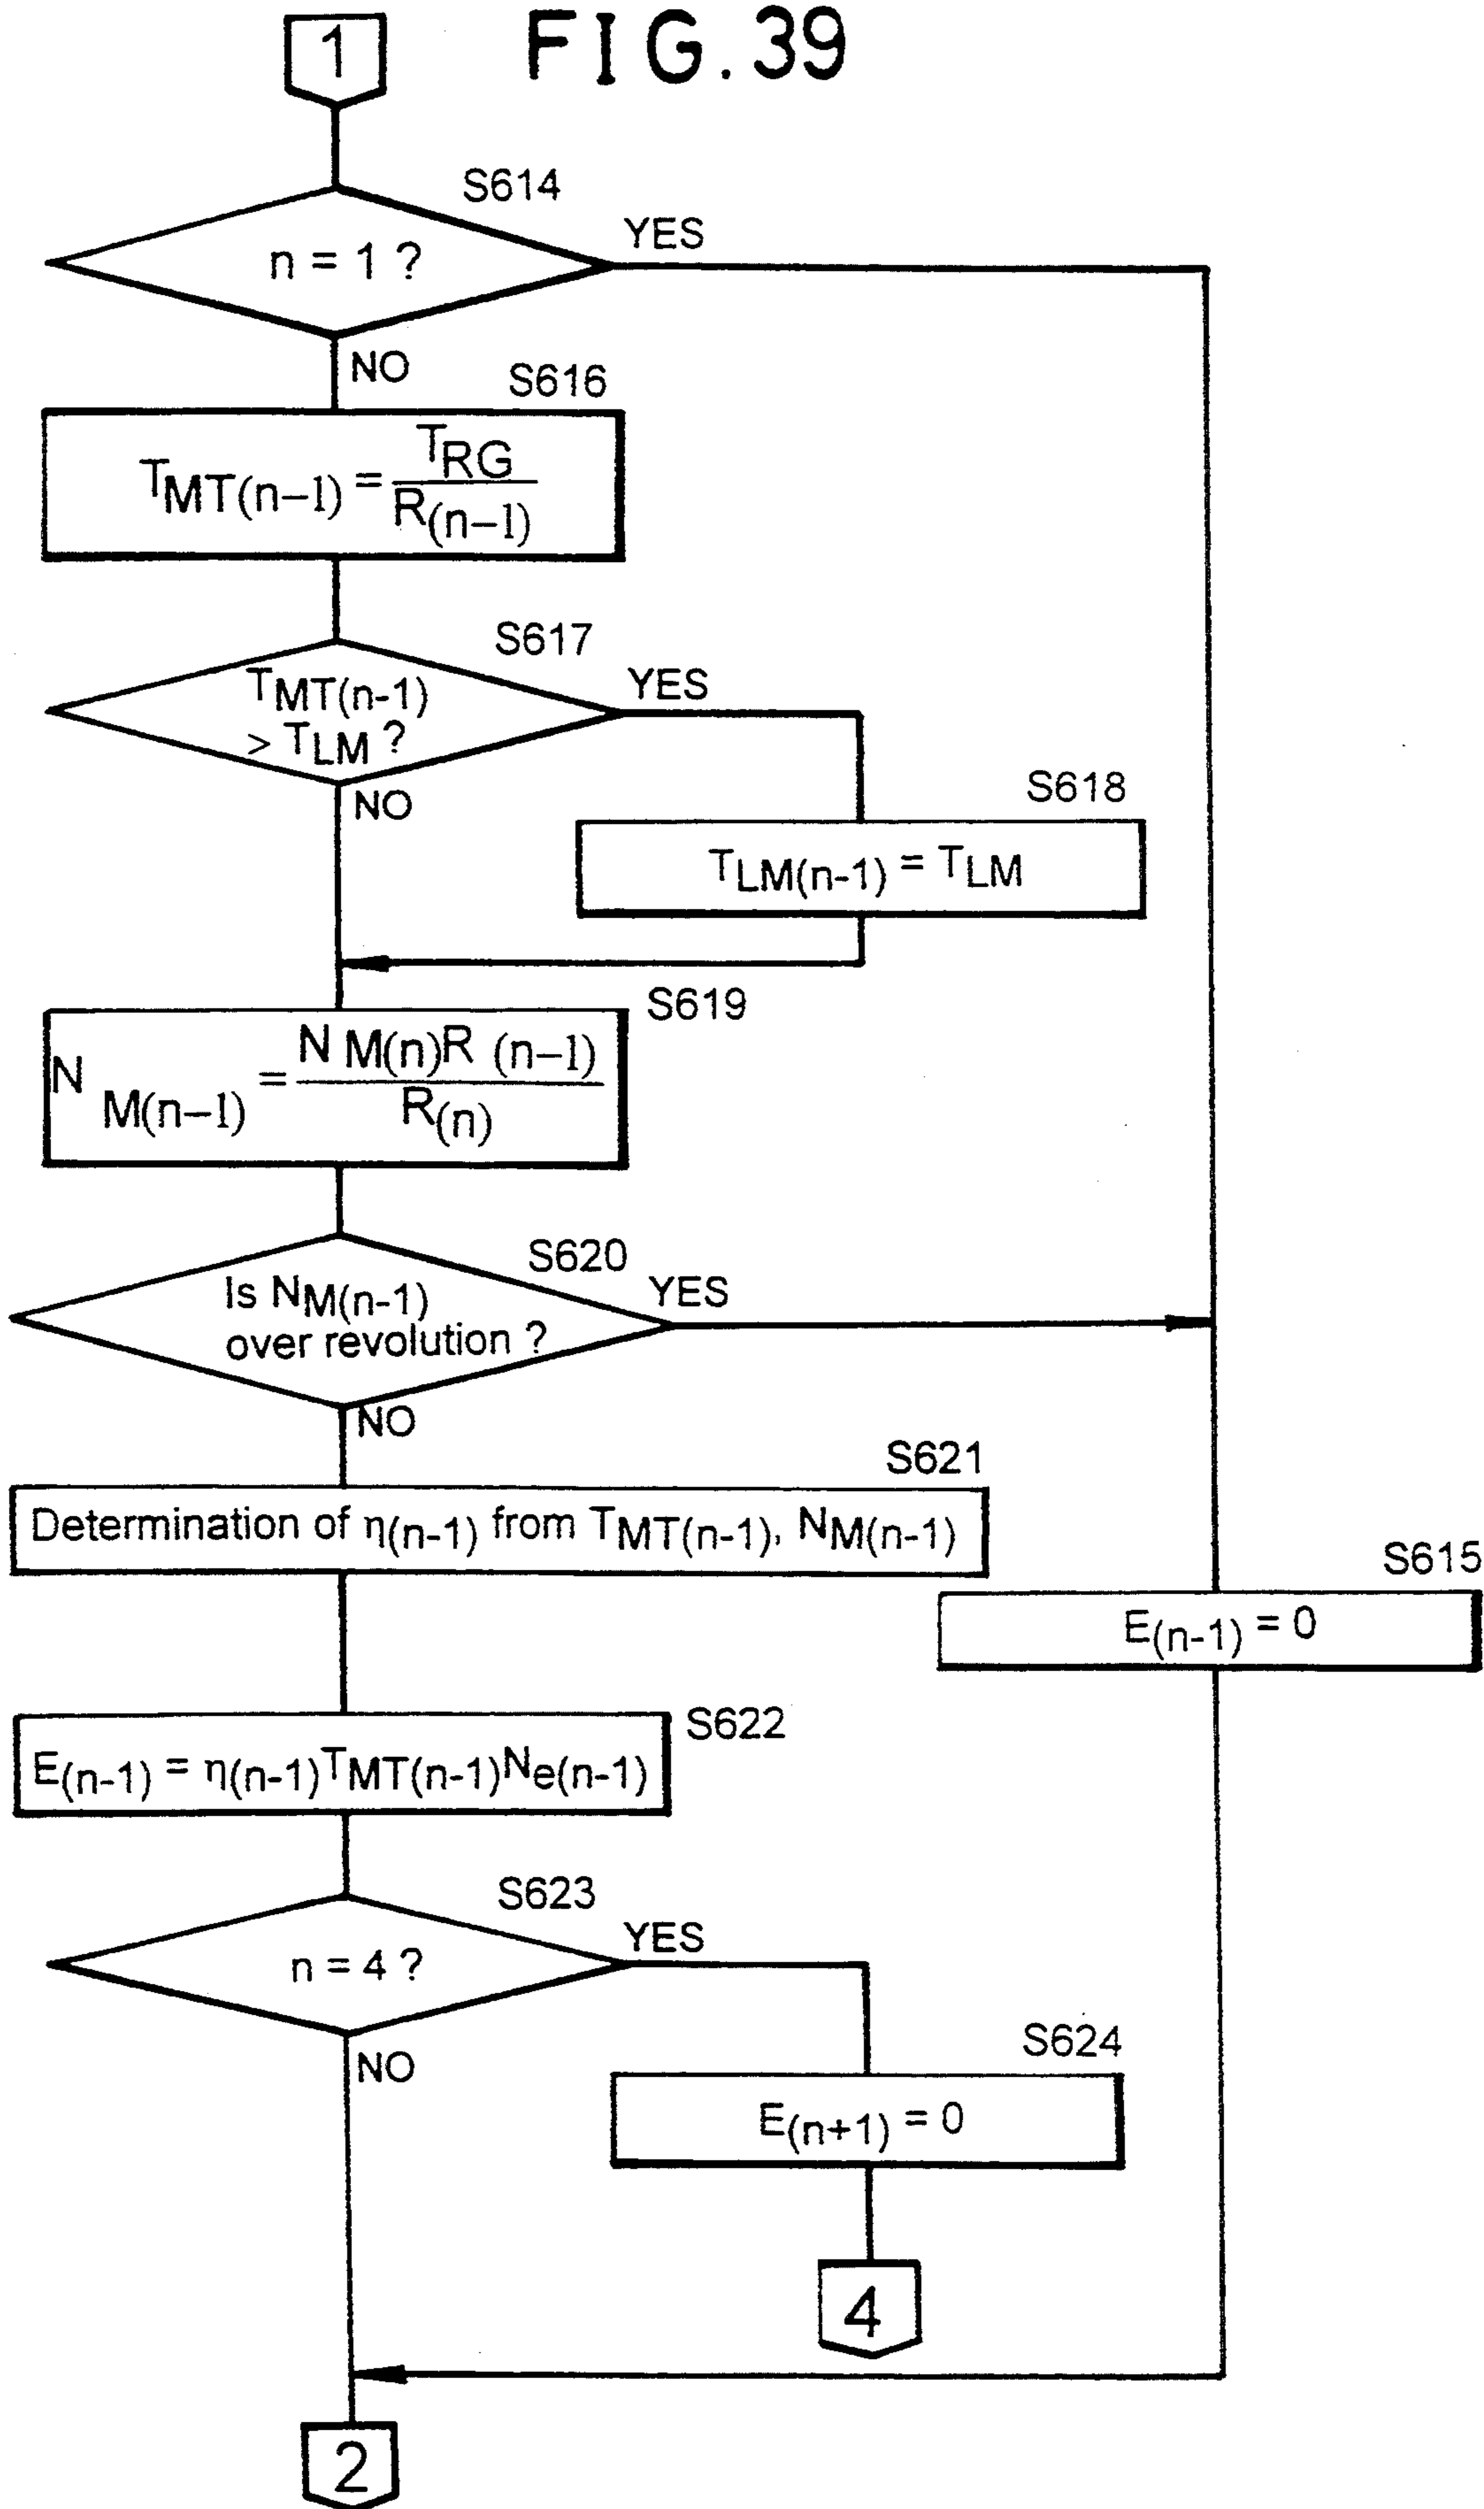 FIG.39
1
S614
n = 1 ?
YES
NO
S616
TMT(n−1) = TRG / R(n−1)
S617
TMT(n-1)
> TLM ?
YES
NO
S618
TLM(n-1) = TLM
S619
N M(n−1) = N M(n)R (n−1) / R(n)
S620
Is NM(n-1)
over revolution ?
YES
NO
S621
Determination of η(n-1) from TMT(n-1), NM(n-1)
S615
E(n-1) = 0
S622
E(n-1) = η(n-1)TMT(n-1)Ne(n-1)
S623
n = 4 ?
YES
NO
S624
E(n+1) = 0
4
2